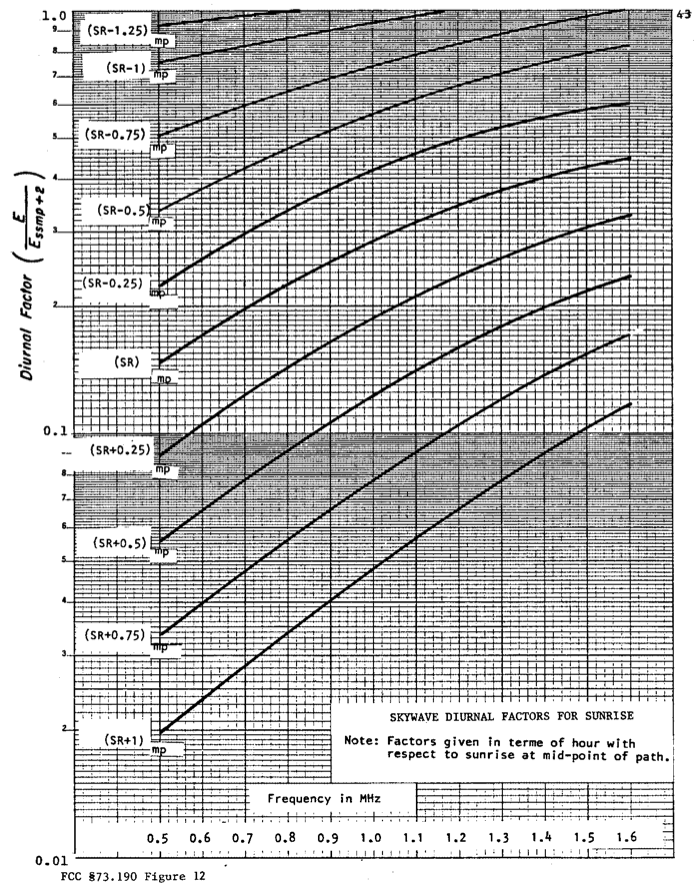 43
1.0
9
8
7
6
5
4
3
2
0.1
8
7
6
5
4
3
2
0.01
Diurnal Factor (E/Essmp+2)
(SR-1.25)mp
(SR-1)mp
(SR-0.75)mp
(SR-0.5)mp
(SR-0.25)mp
(SR)mp
(SR+0.25)mp
(SR+0.5)mp
(SR+0.75)mp
(SR+1)mp
SKYWAVE DIURNAL FACTORS FOR SUNRISE
Note: Factors given in terme of hour with
respect to sunrise at mid-point of path.
Frequency in MHz
0.5 0.6 0.7 0.8 0.9 1.0 1.1 1.2 1.3 1.4 1.5 1.6
FCC §73.190 Figure 12